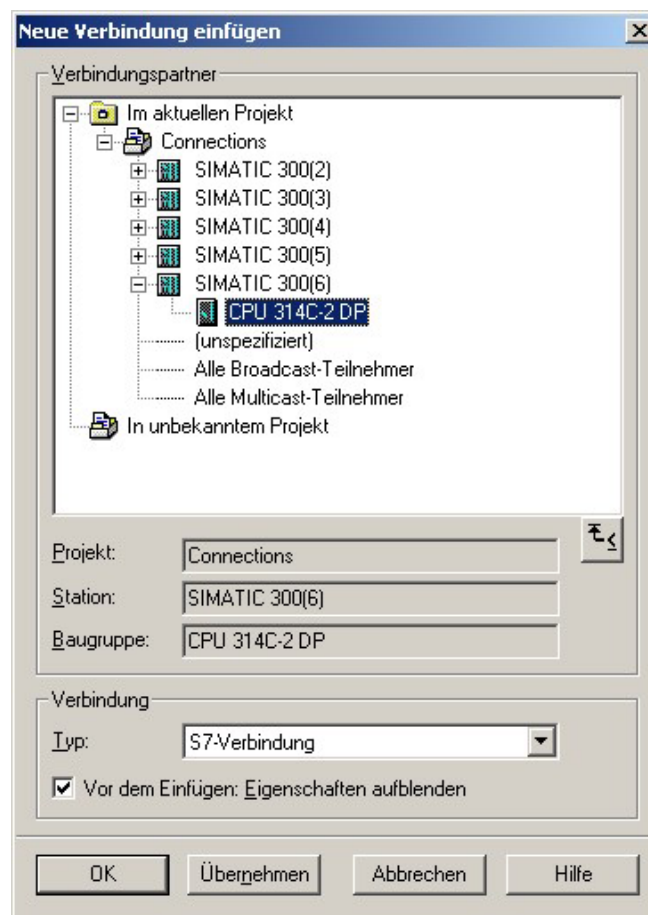 Neue Verbindung einfügen
Verbindungspartner
Im aktuellen Projekt
Connections
SIMATIC 300(2)
SIMATIC 300(3)
SIMATIC 300(4)
SIMATIC 300(5)
SIMATIC 300(6)
CPU 314C-2 DP
(unspezifiziert)
Alle Broadcast-Teilnehmer
Alle Multicast-Teilnehmer
In unbekanntem Projekt
Projekt: Connections
Station: SIMATIC 300(6)
Baugruppe: CPU 314C-2 DP
Verbindung
Typ: S7-Verbindung
Vor dem Einfügen: Eigenschaften aufblenden
OK Übernehmen Abbrechen Hilfe